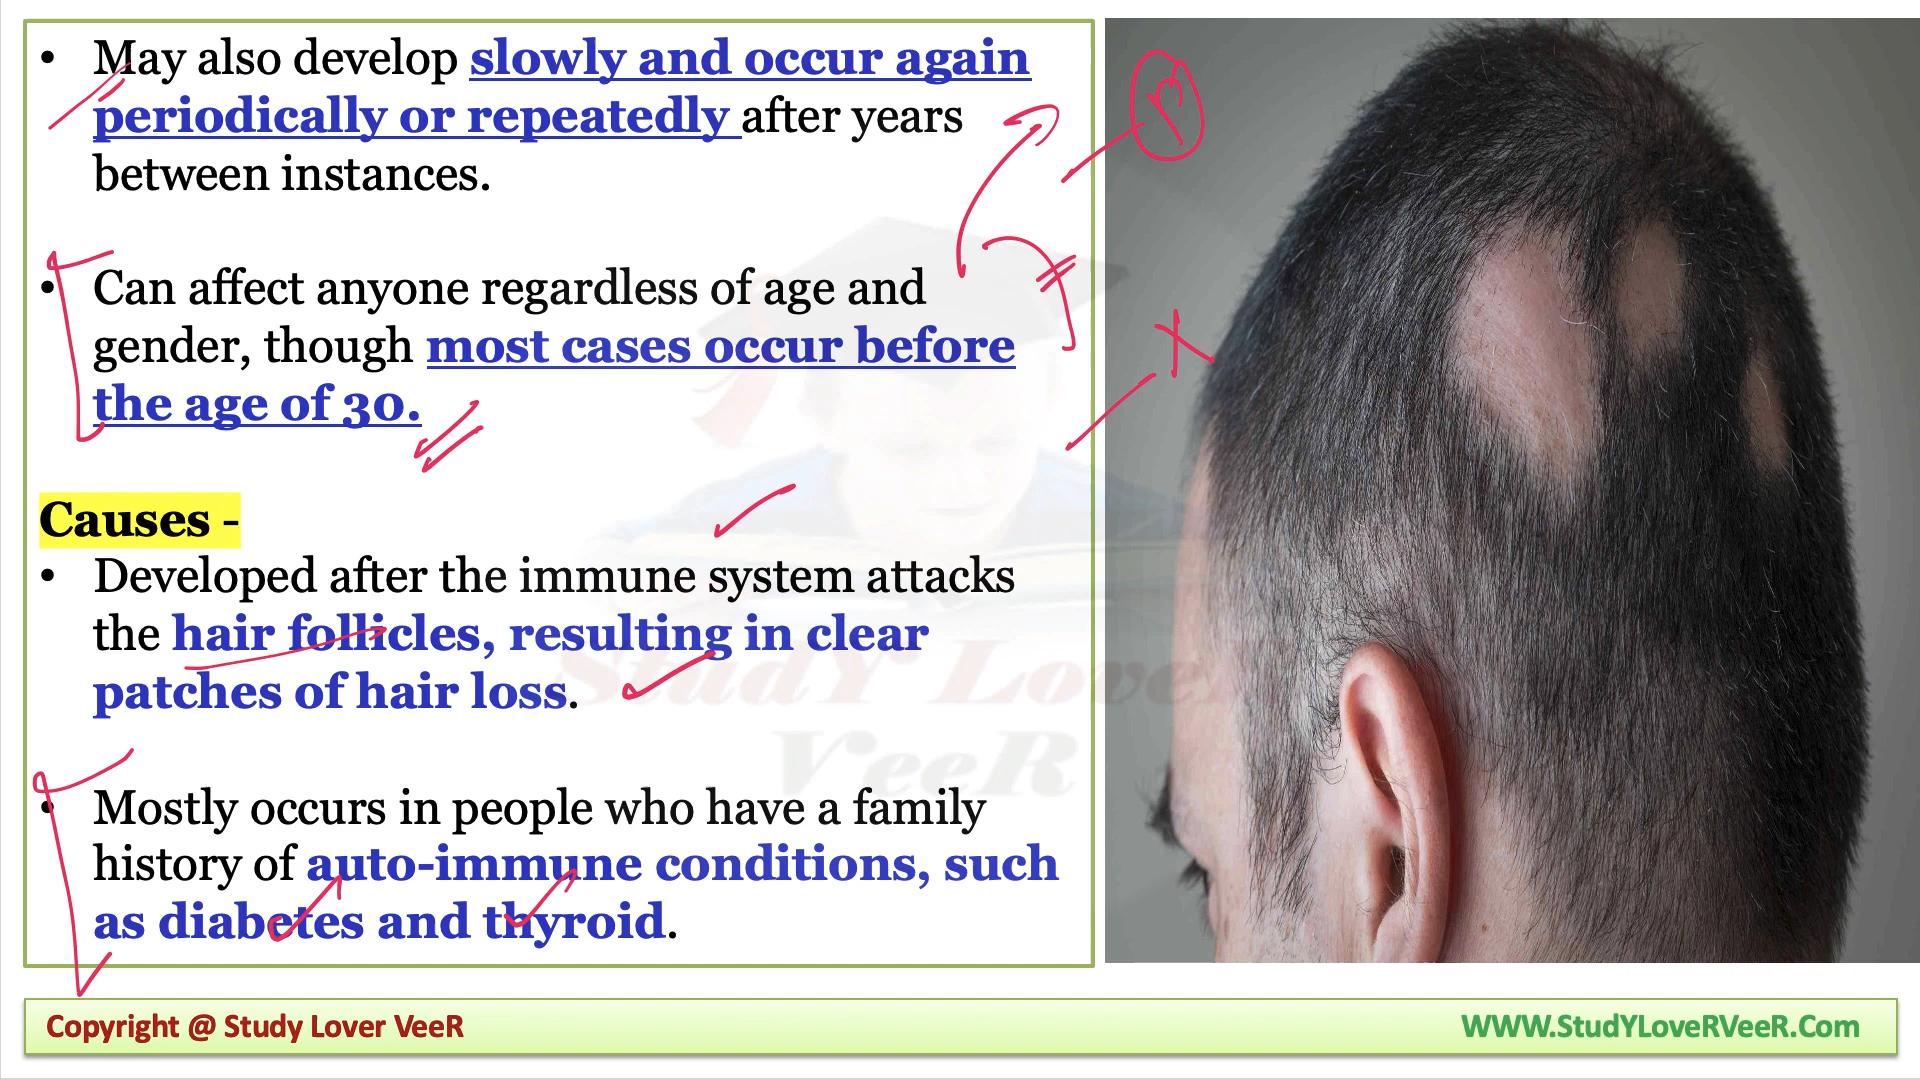 • May also develop slowly and occur again
periodically or repeatedly after years
between instances.
• Can affect anyone regardless of age and
gender, though most cases occur before
the age of 30.
Causes -
• Developed after the immune system attacks
the hair follicles, resulting in clear
patches of hair loss.
• Mostly occurs in people who have a family
history of auto-immune conditions, such
as diabetes and thyroid.
StudY Lover
VeeR
Copyright @ Study Lover VeeR
WWW.StudYLoveRVeeR.Com